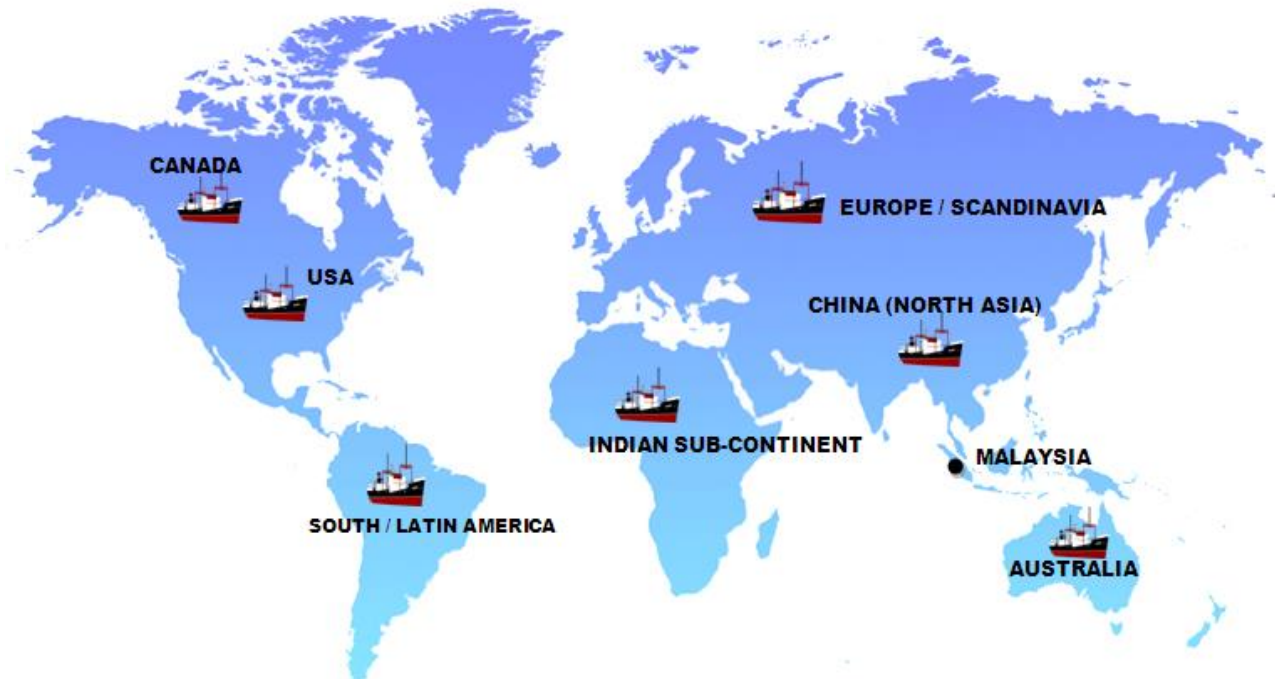 CANADA
EUROPE / SCANDINAVIA
USA
CHINA (NORTH ASIA)
INDIAN SUB-CONTINENT
MALAYSIA
SOUTH / LATIN AMERICA
AUSTRALIA